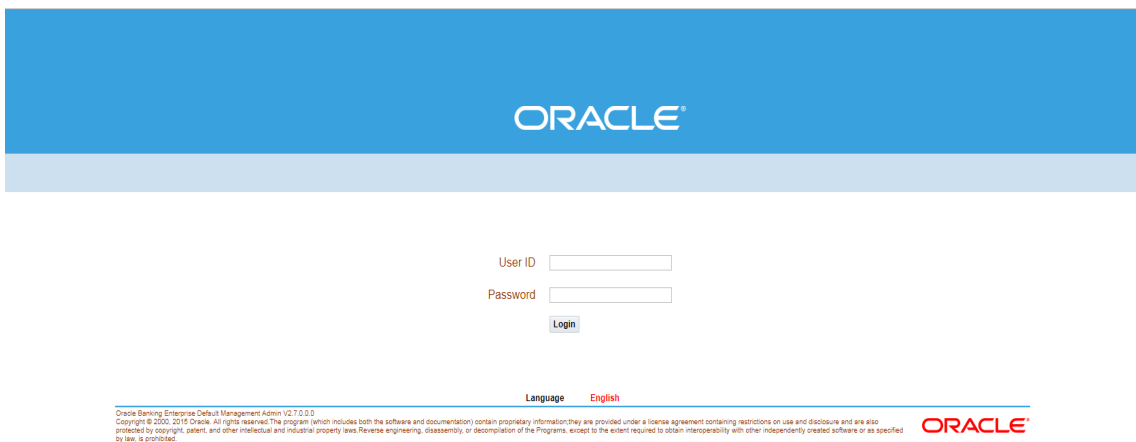 ORACLE®
User ID
Password
Login
Language English
Oracle Banking Enterprise Default Management Admin V2.7.0.0.0
Copyright © 2000, 2015 Oracle. All rights reserved.The program (which includes both the software and documentation) contain proprietary information;they are provided under a license agreement containing restrictions on use and disclosure and are also
protected by copyright, patent, and other intellectual and industrial property laws.Reverse engineering, disassembly, or decompilation of the Programs, except to the extent required to obtain interoperability with other independently created software or as specified
by law, is prohibited.
ORACLE®